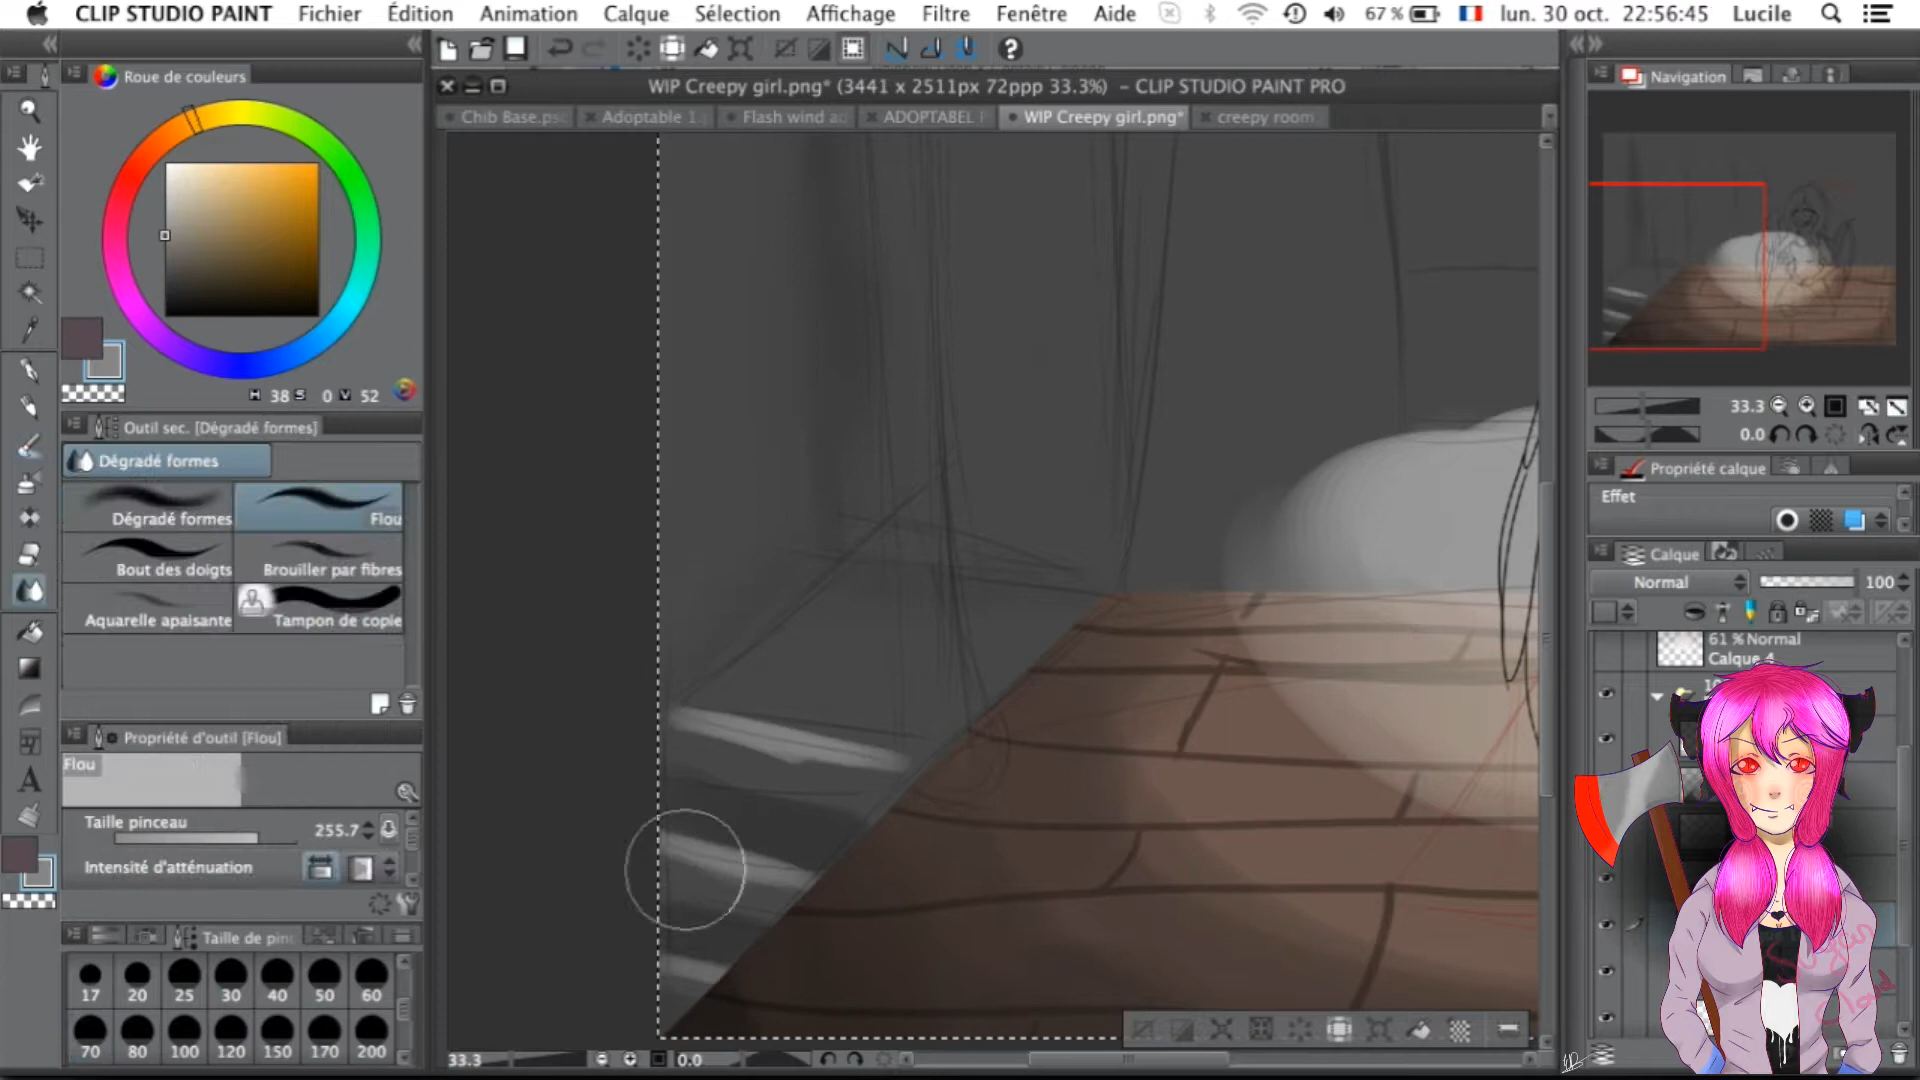 CLIP STUDIO PAINT Fichier Édition Animation Calque Sélection Affichage Filtre Fenêtre Aide 67 % lun. 30 oct. 22:56:45 Lucile
Roue de couleurs
WIP Creepy girl.png* (3441 x 2511px 72ppp 33.3%) – CLIP STUDIO PAINT PRO
Navigation
Chib Base.ps
Adoptable 1.
Flash wind a
ADOPTABEL
WIP Creepy girl.png*
creepy room
H 38 S 0 V 52
33.3
0.0
Outil sec. [Dégradé formes]
Dégradé formes
Propriété calque
Effet
Dégradé formes
Flou
Bout des doigts
Brouiller par fibres
Aquarelle apaisante
Tampon de copie
Calque
Normal 100
61 % Normal
Calque 4
Propriété d'outil [Flou]
Flou
Taille pinceau 255.7
Intensité d'atténuation
Taille de pin
17 20 25 30 40 50 60
70 80 100 120 150 170 200
33.3 0.0